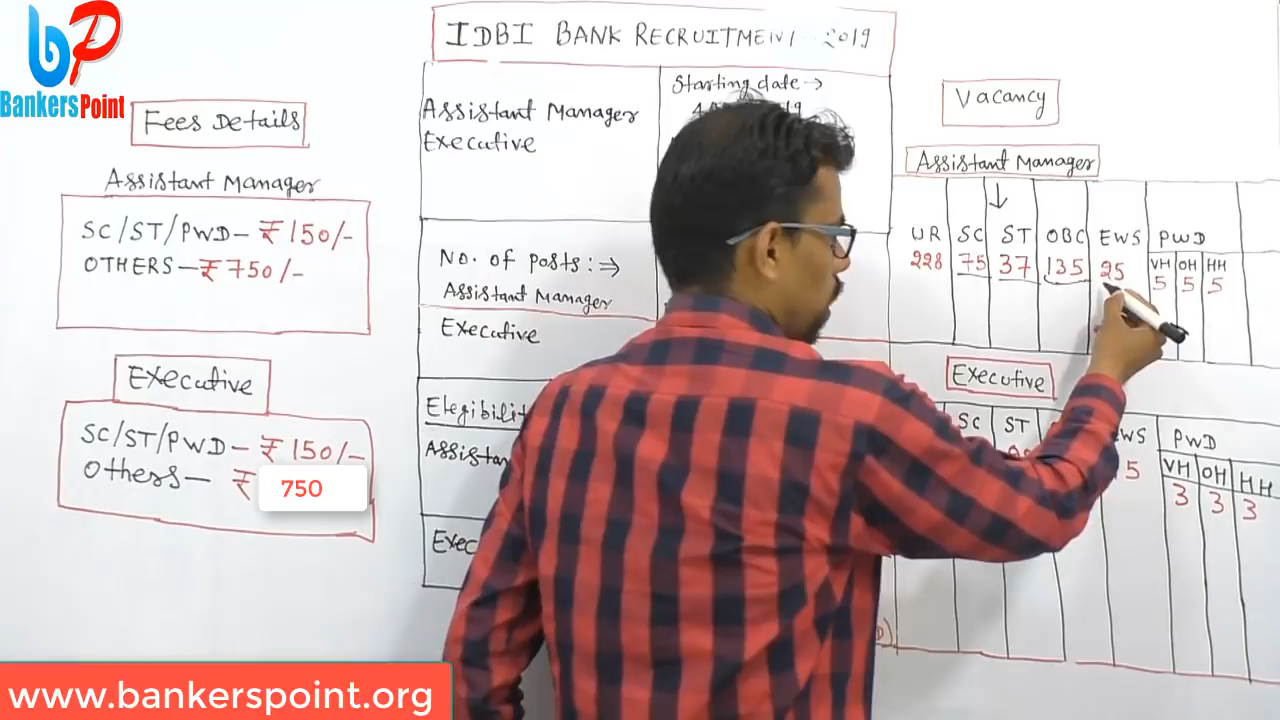 bp
BankersPoint
IDBI BANK RECRUITMENT 2019
Fees Details
Assistant Manager
SC/ST/PWD- ₹150/-
OTHERS-₹750/-
Executive
SC/ST/PWD- ₹150/-
Others- ₹ 750
Assistant Manager
Executive
Starting date →
No. of posts:⇒
Assistant Manager
Executive
Assistant
Vacancy
Assistant Manager
↓
UR SC ST OBC EWS PWD
228 75 37 135 25
VH OH HH
5 5 5
Executive
SC ST EWS PWD
VH OH HH
3 3 3
www.bankerspoint.org